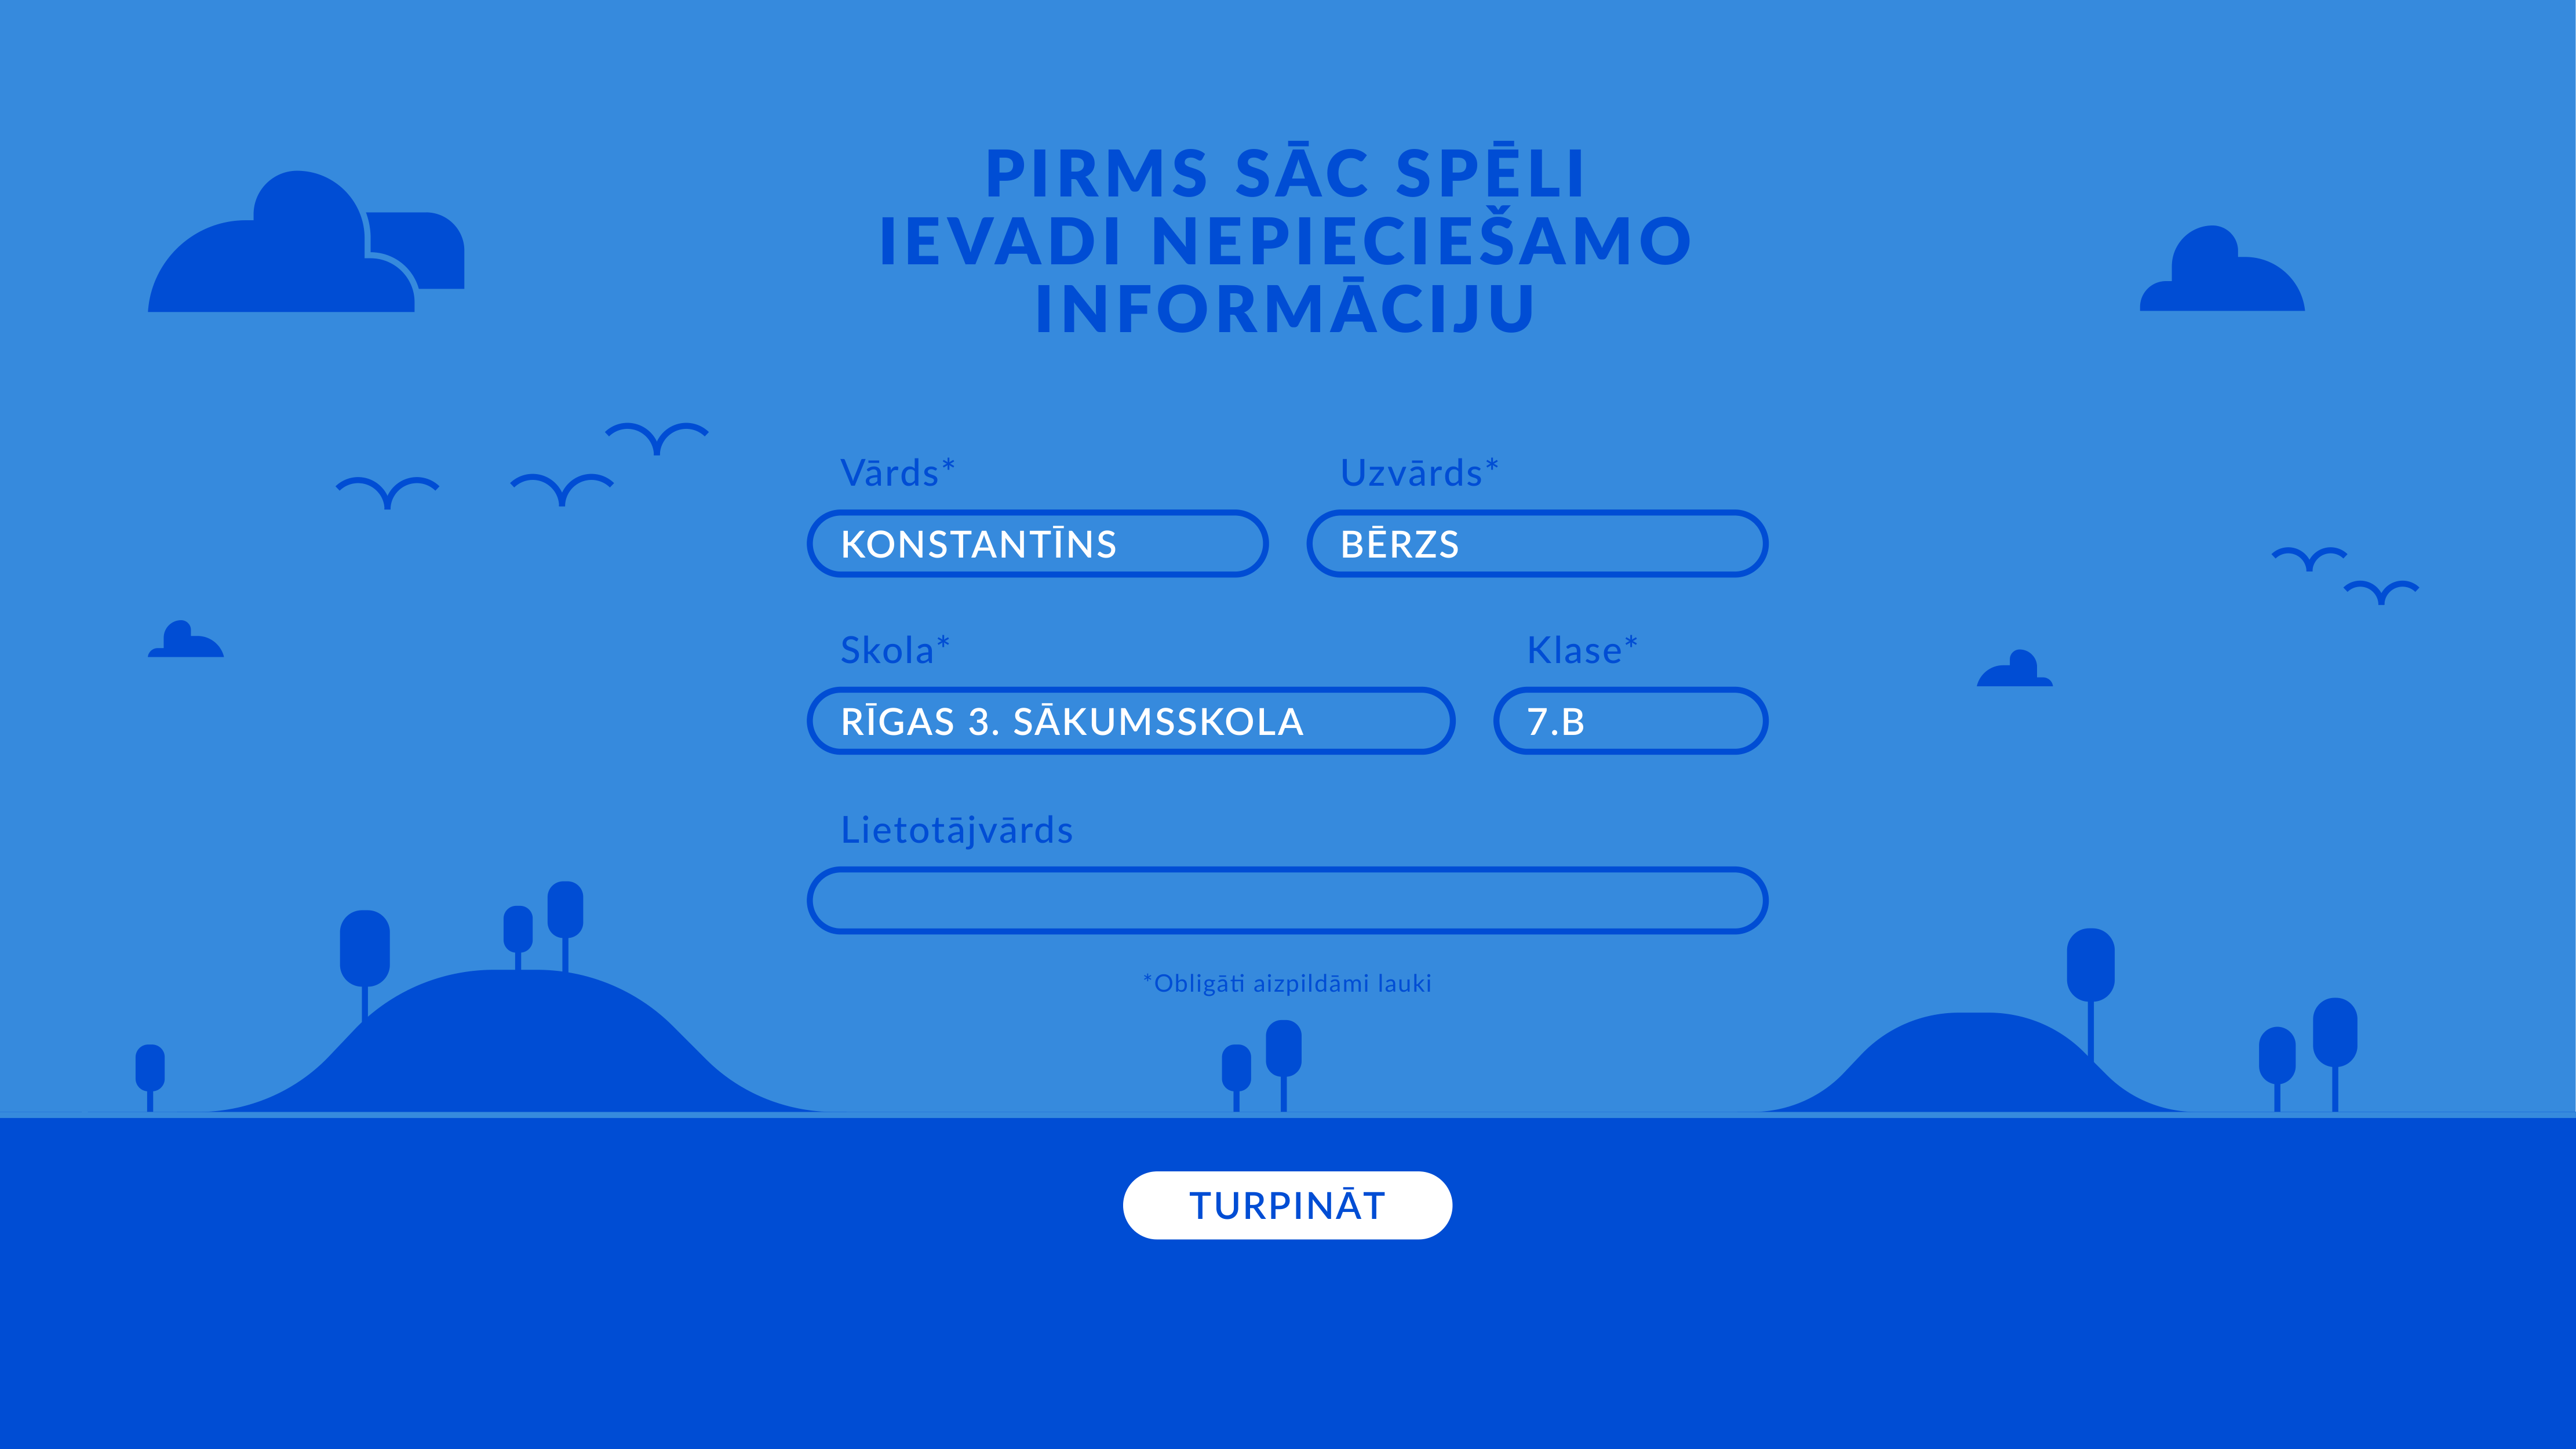 PIRMS SĀC SPĒLI
IEVADI NEPIECIEŠAMO
INFORMĀCIJU
Vārds* Uzvārds*
KONSTANTĪNS BĒRZS
Skola* Klase*
RĪGAS 3. SĀKUMSSKOLA 7.B
Lietotājvārds
*Obligāti aizpildāmi lauki
TURPINĀT